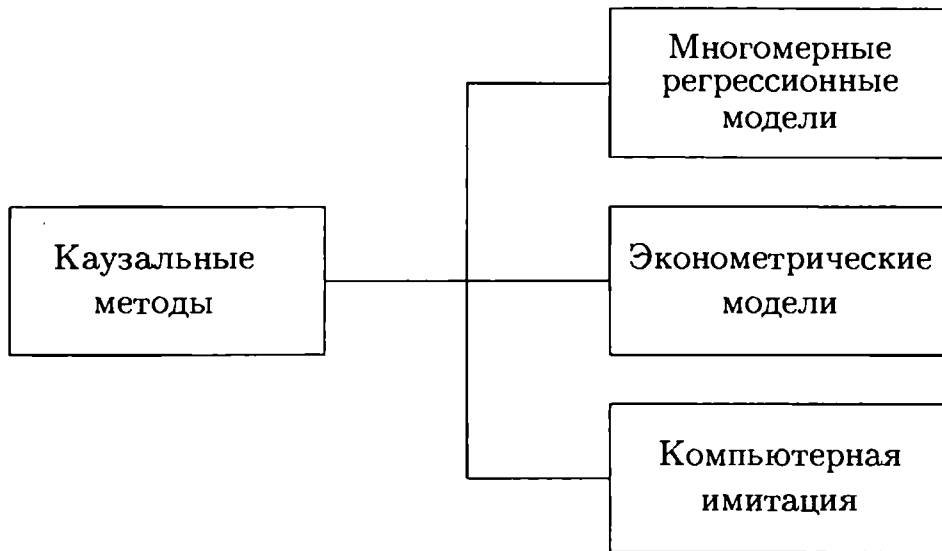 Многомерные
регрессионные
модели
Каузальные
методы
Эконометрические
модели
Компьютерная
имитация